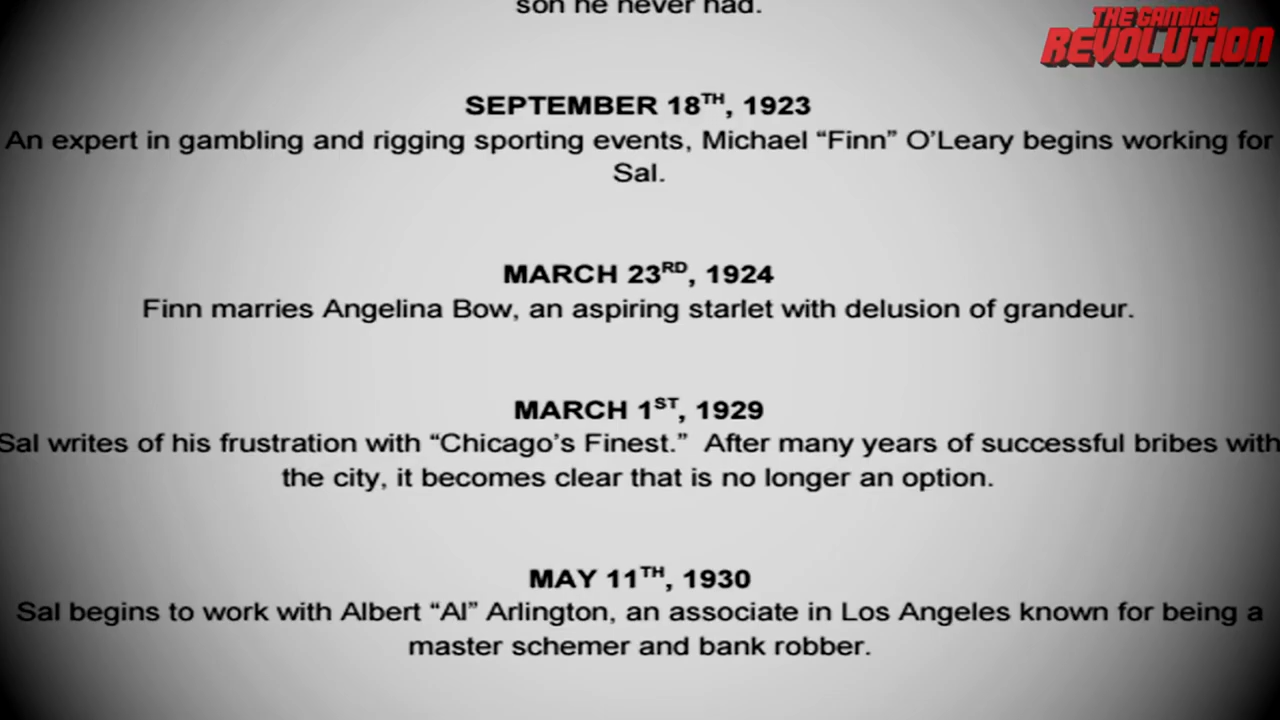 son he never had.
THE GAMING
REVOLUTION
SEPTEMBER 18TH, 1923
An expert in gambling and rigging sporting events, Michael “Finn” O’Leary begins working for
Sal.
MARCH 23RD, 1924
Finn marries Angelina Bow, an aspiring starlet with delusion of grandeur.
MARCH 1ST, 1929
Sal writes of his frustration with “Chicago’s Finest.”  After many years of successful bribes with
the city, it becomes clear that is no longer an option.
MAY 11TH, 1930
Sal begins to work with Albert “Al” Arlington, an associate in Los Angeles known for being a
master schemer and bank robber.